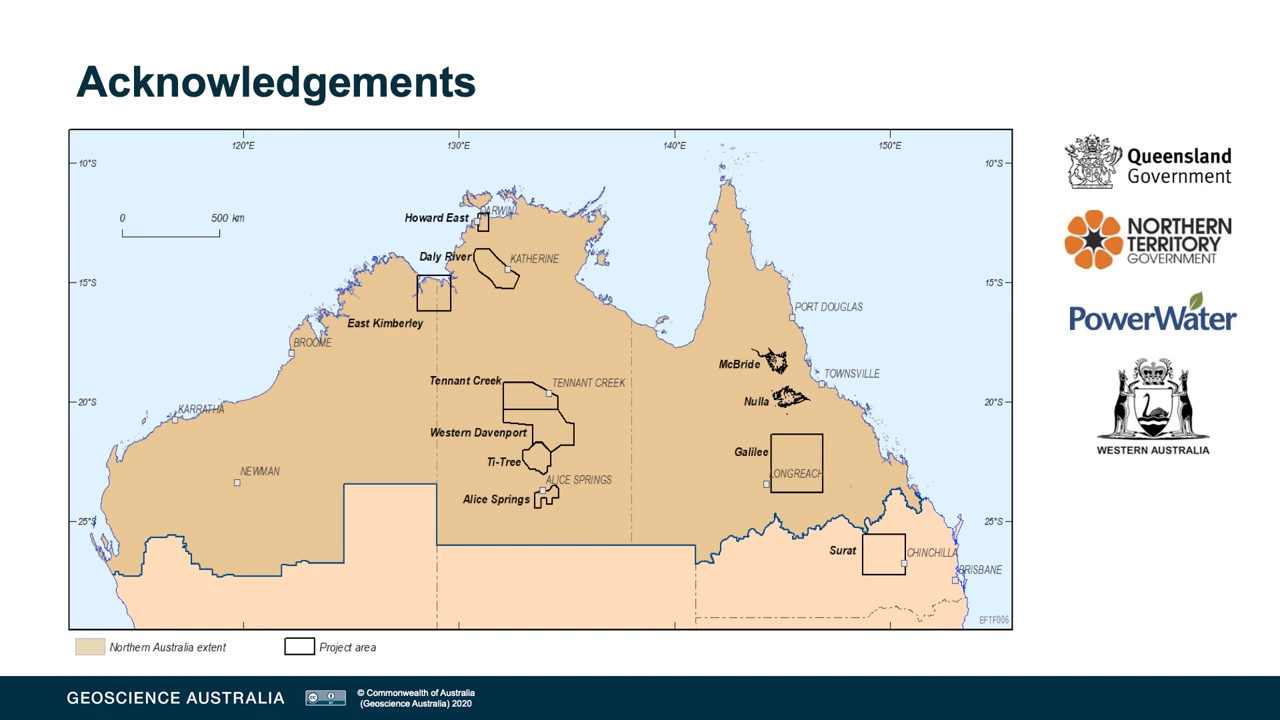 Acknowledgements
120°E
130°E
140°E
150°E
10°S
10°S
0
500 km
Howard East
DARWIN
Daly River
KATHERINE
15°S
15°S
East Kimberley
PORT DOUGLAS
BROOME
McBride
Tennant Creek
TENNANT CREEK
TOWNSVILLE
20°S
20°S
KARRATHA
Nulla
Western Davenport
Galilee
Ti-Tree
NEWMAN
LONGREACH
ALICE SPRINGS
Alice Springs
25°S
25°S
Surat
CHINCHILLA
BRISBANE
EFTF006
Northern Australia extent
Project area
Queensland
Government
NORTHERN
TERRITORY
GOVERNMENT
PowerWater
WESTERN AUSTRALIA
GEOSCIENCE AUSTRALIA
© Commonwealth of Australia
(Geoscience Australia) 2020